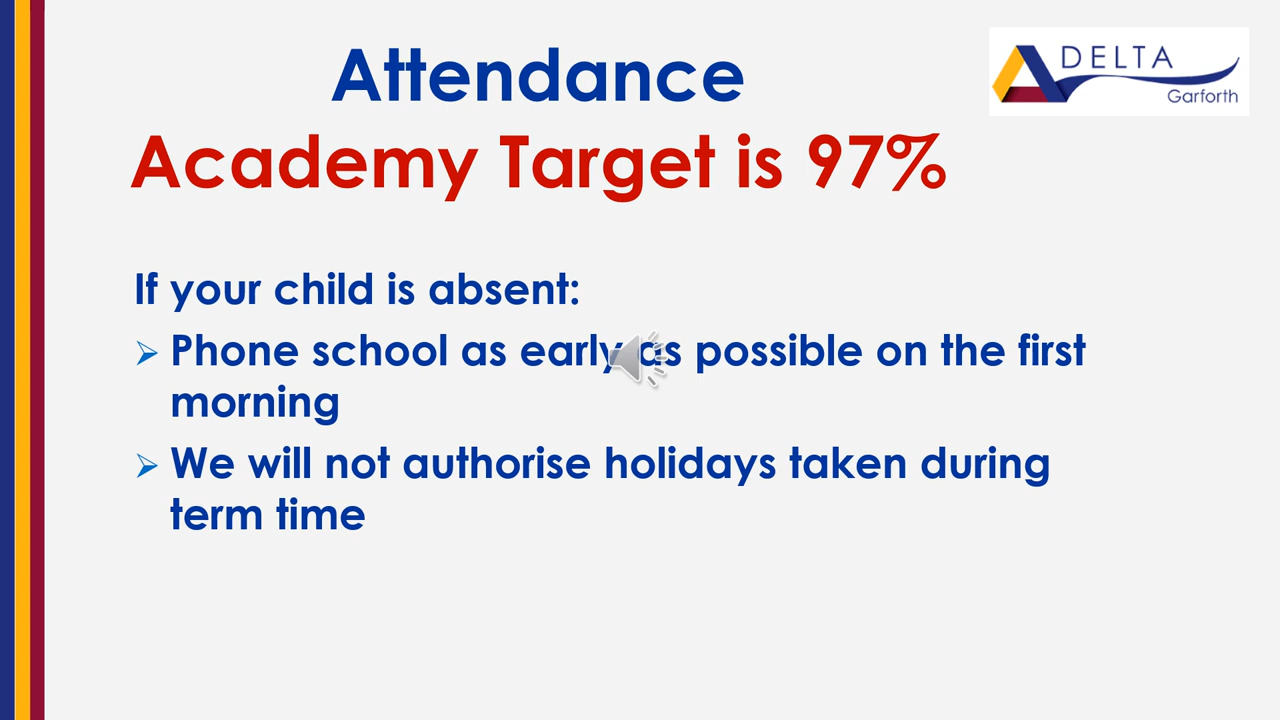 Attendance
DELTA
Garforth
Academy Target is 97%
If your child is absent:
Phone school as early as possible on the first
morning
We will not authorise holidays taken during
term time